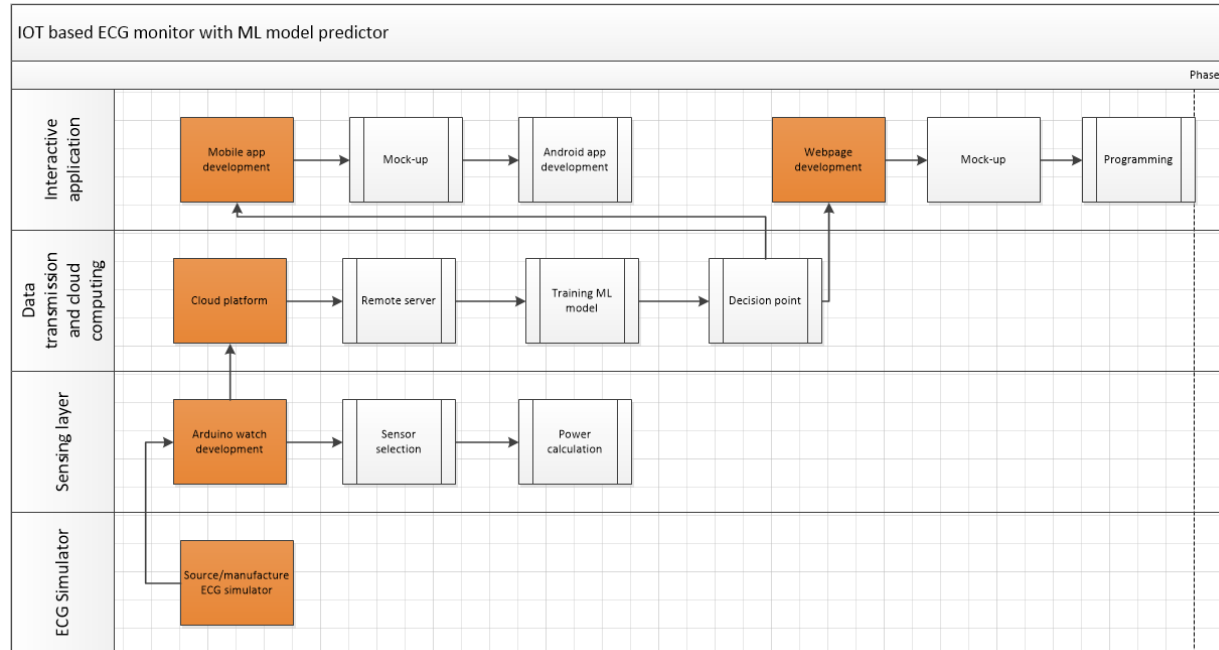 IOT based ECG monitor with ML model predictor
Phase
Interactive
application
Mobile app
development
Mock-up
Android app
development
Webpage
development
Mock-up
Programming
Data
transmission
and cloud
computing
Cloud platform
Remote server
Training ML
model
Decision point
Sensing layer
Arduino watch
development
Sensor
selection
Power
calculation
ECG Simulator
Source/manufacture
ECG simulator